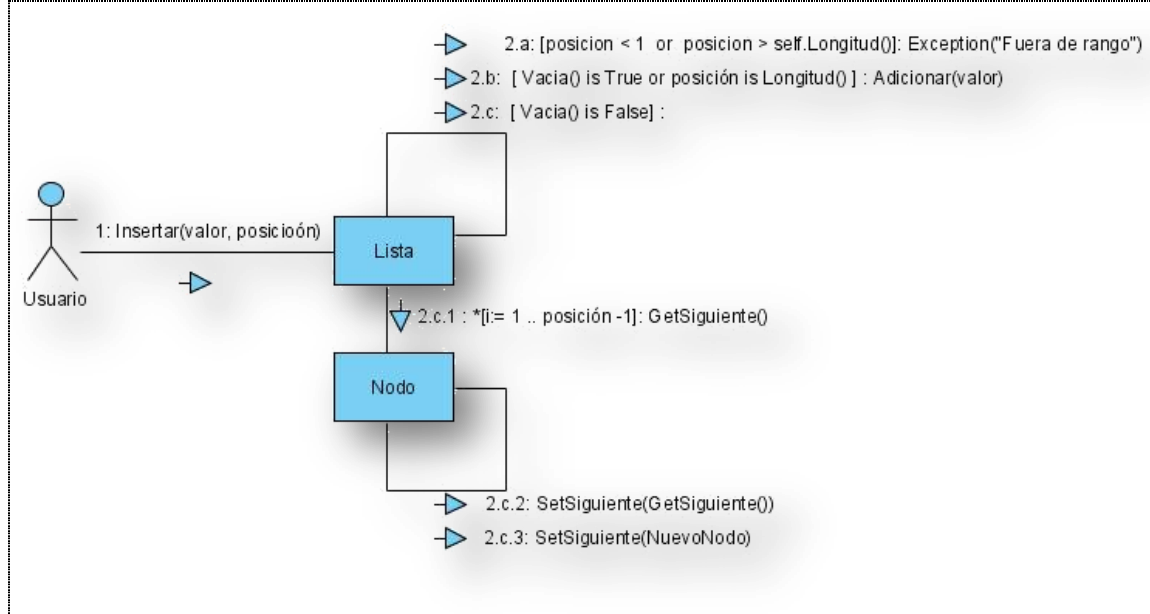 2.a: [posicion < 1 or posicion > self.Longitud()]: Exception("Fuera de rango")
2.b: [ Vacia() is True or posición is Longitud() ] : Adicionar(valor)
2.c: [ Vacia() is False] :
1: Insertar(valor, posicioón)
Lista
Usuario
2.c.1 : *[i:= 1 .. posición -1]: GetSiguiente()
Nodo
2.c.2: SetSiguiente(GetSiguiente())
2.c.3: SetSiguiente(NuevoNodo)